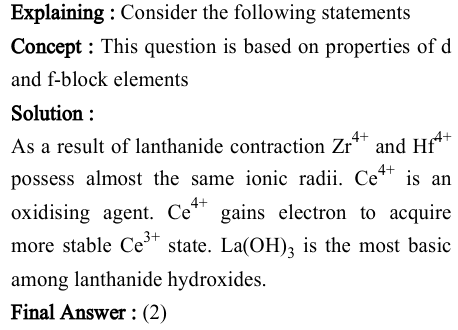 Explaining : Consider the following statements
Concept : This question is based on properties of d
and f-block elements
Solution :
As a result of lanthanide contraction Zr⁴⁺ and Hf⁴⁺
possess almost the same ionic radii. Ce⁴⁺ is an
oxidising agent. Ce⁴⁺ gains electron to acquire
more stable Ce³⁺ state. La(OH)₃ is the most basic
among lanthanide hydroxides.
Final Answer : (2)